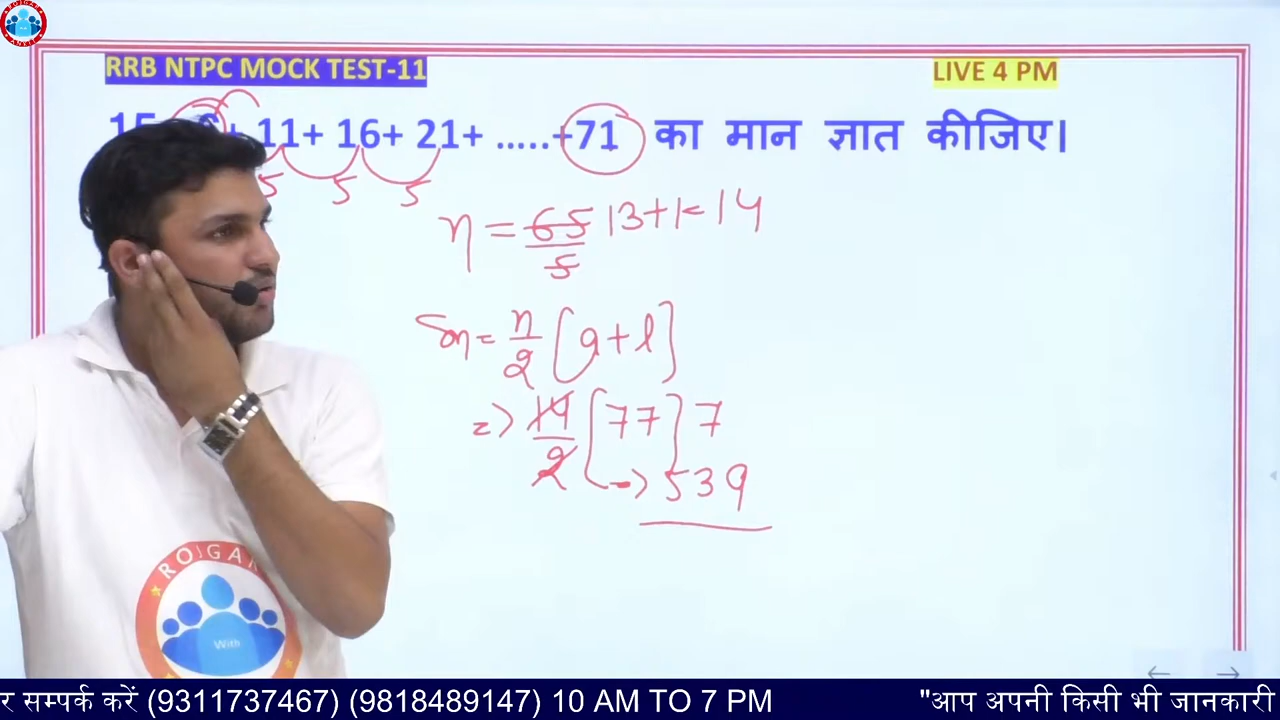 RRB NTPC MOCK TEST-11
LIVE 4 PM
11+ 16+ 21+ .....+71 का मान ज्ञात कीजिए।
5 5 5
n = 65/5 13+1=14
Sn = n/2 [a+l]
=> 14/2 [77] 7
-> 539
ROJGAR
With
र सम्पर्क करें (9311737467) (9818489147) 10 AM TO 7 PM "आप अपनी किसी भी जानकारी